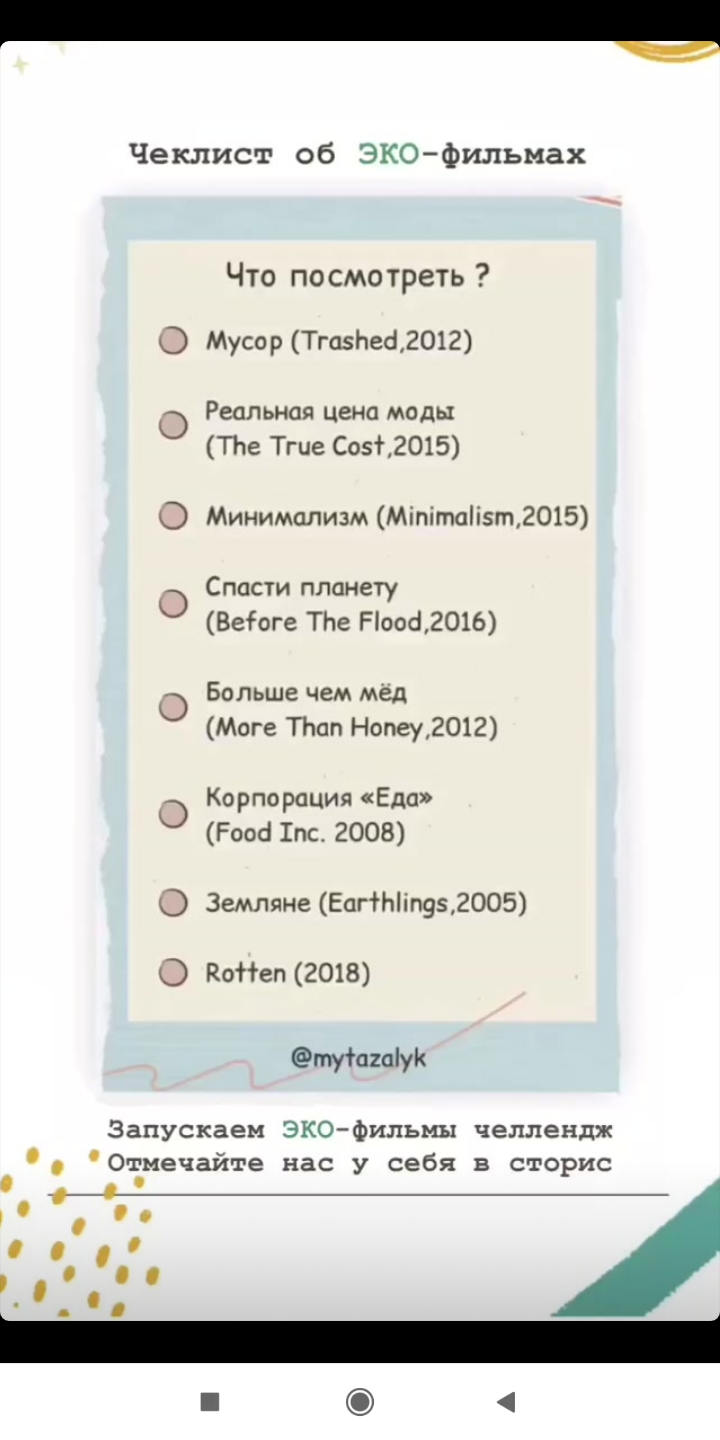 Чеклист об ЭКО-фильмах
Что посмотреть ?
Мусор (Trashed,2012)
Реальная цена моды
(The True Cost,2015)
Минимализм (Minimalism,2015)
Спасти планету
(Before The Flood,2016)
Больше чем мёд
(More Than Honey,2012)
Корпорация «Еда»
(Food Inc. 2008)
Земляне (Earthlings,2005)
Rotten (2018)
@mytazalyk
Запускаем ЭКО-фильмы челлендж
Отмечайте нас у себя в сторис